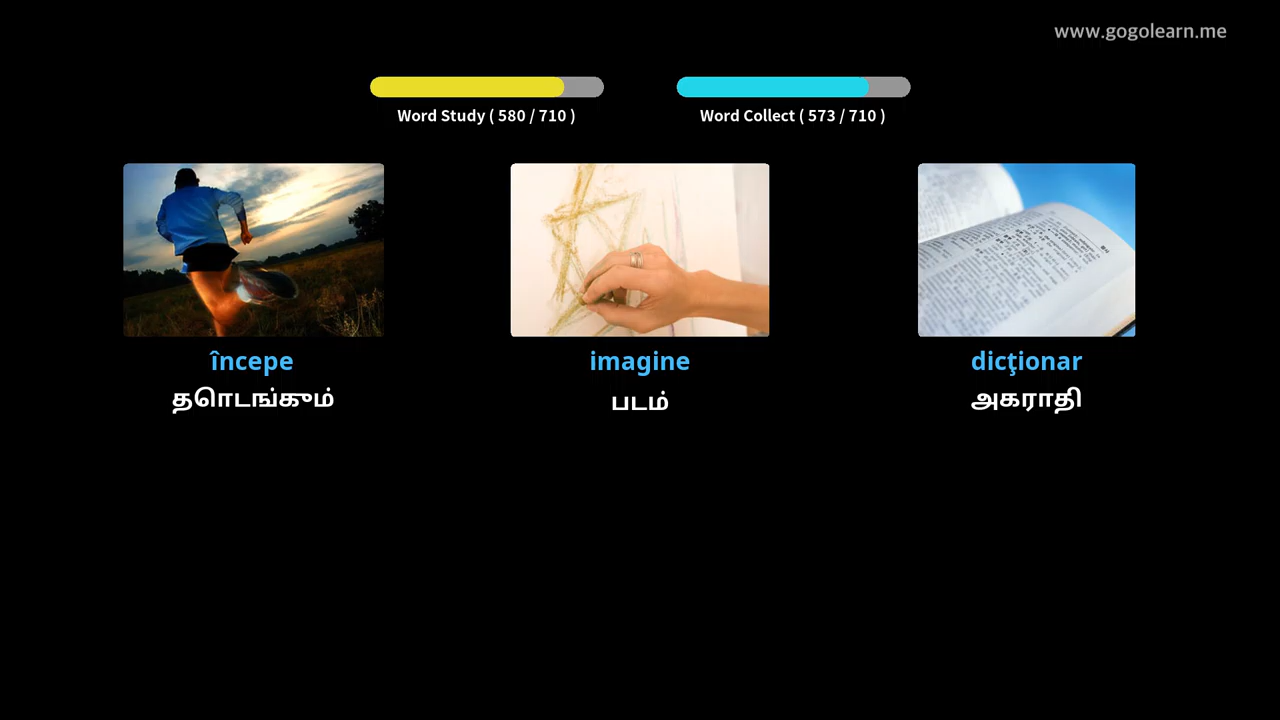 www.gogolearn.me
Word Study ( 580 / 710 )
Word Collect ( 573 / 710 )
începe
imagine
dicţionar
தொடங்கும்
படம்
அகராதி